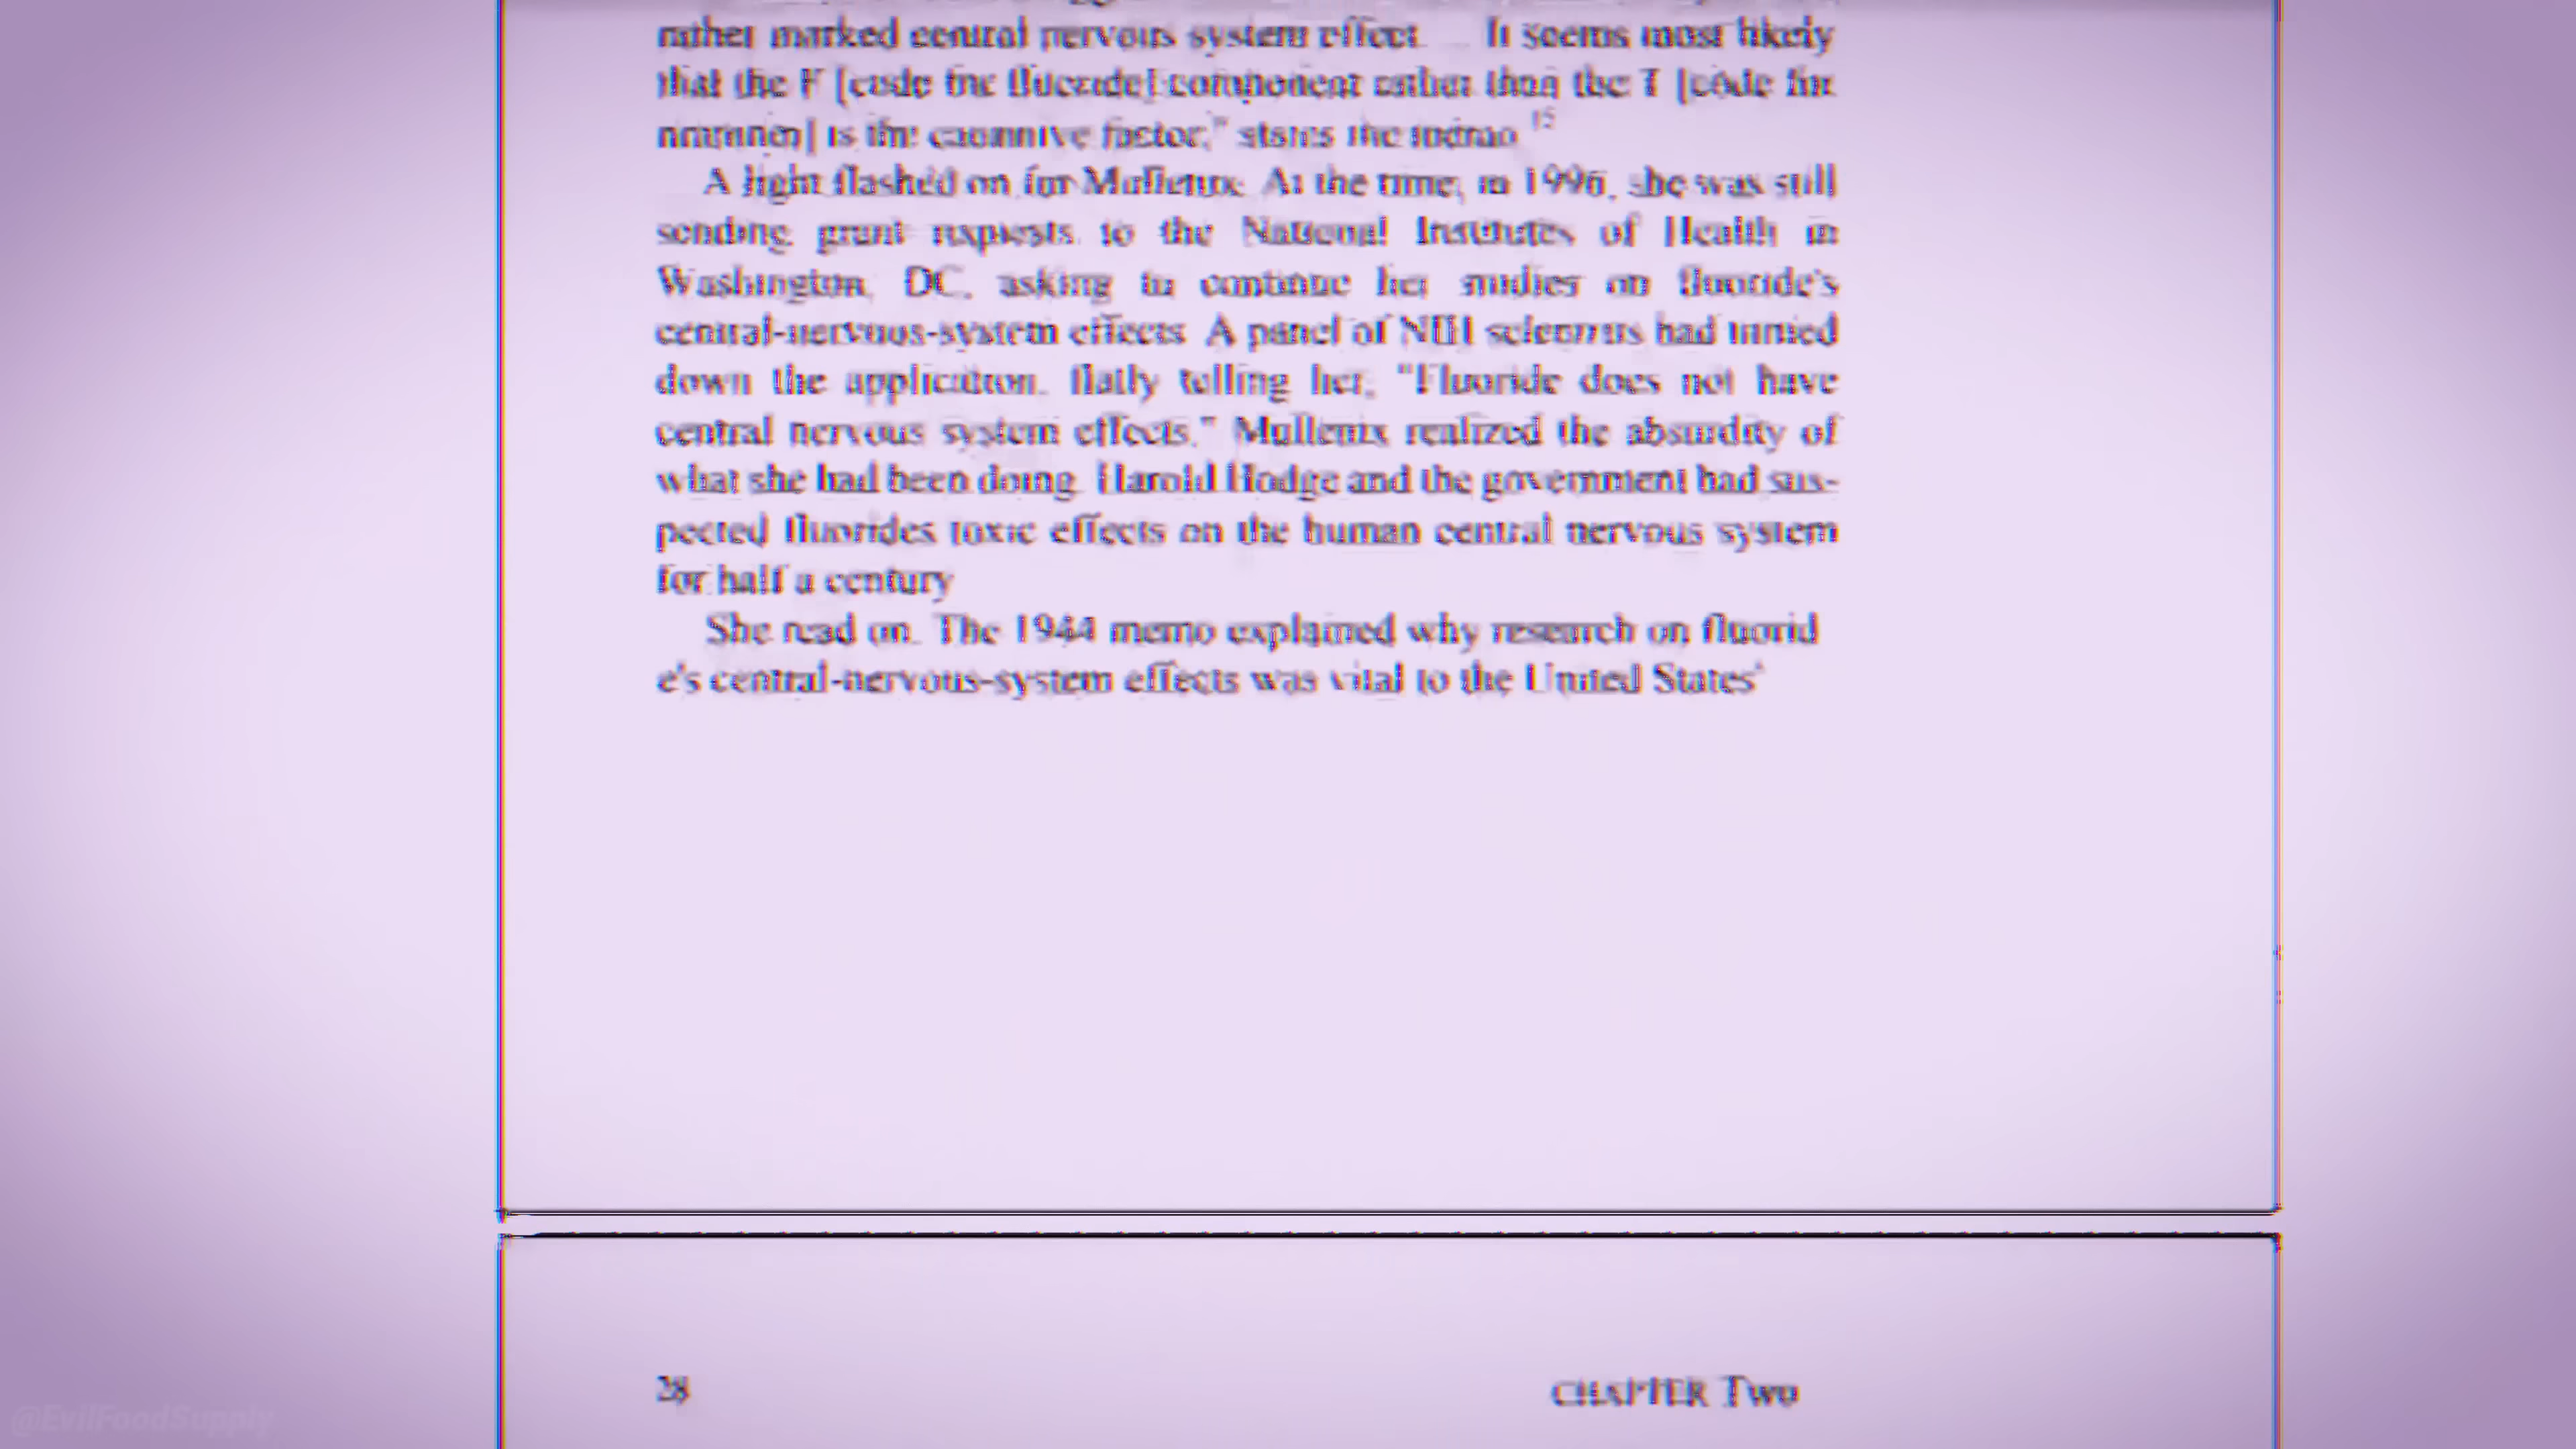 rather marked central nervous system effect    It seems most likely
that the F [code for fluoride] component rather than the T [code for
is the causative factor," states the memo 15
A light flashed on for Mullenix. At the time, in 1996, she was still
sending grant requests to the National Institutes of Health in
Washington, DC, asking to continue her studies on fluoride's
central-nervous-system effects. A panel of NIH scientists had turned
down the application, flatly telling her, "Fluoride does not have
central nervous system effects." Mullenix realized the absurdity of
what she had been doing. Harold Hodge and the government had sus-
pected fluorides toxic effects on the human central nervous system
for half a century
She read on. The 1944 memo explained why research on fluorid
e's central-nervous-system effects was vital to the United States'
28 CHAPTER Two
@EvilFoodSupply